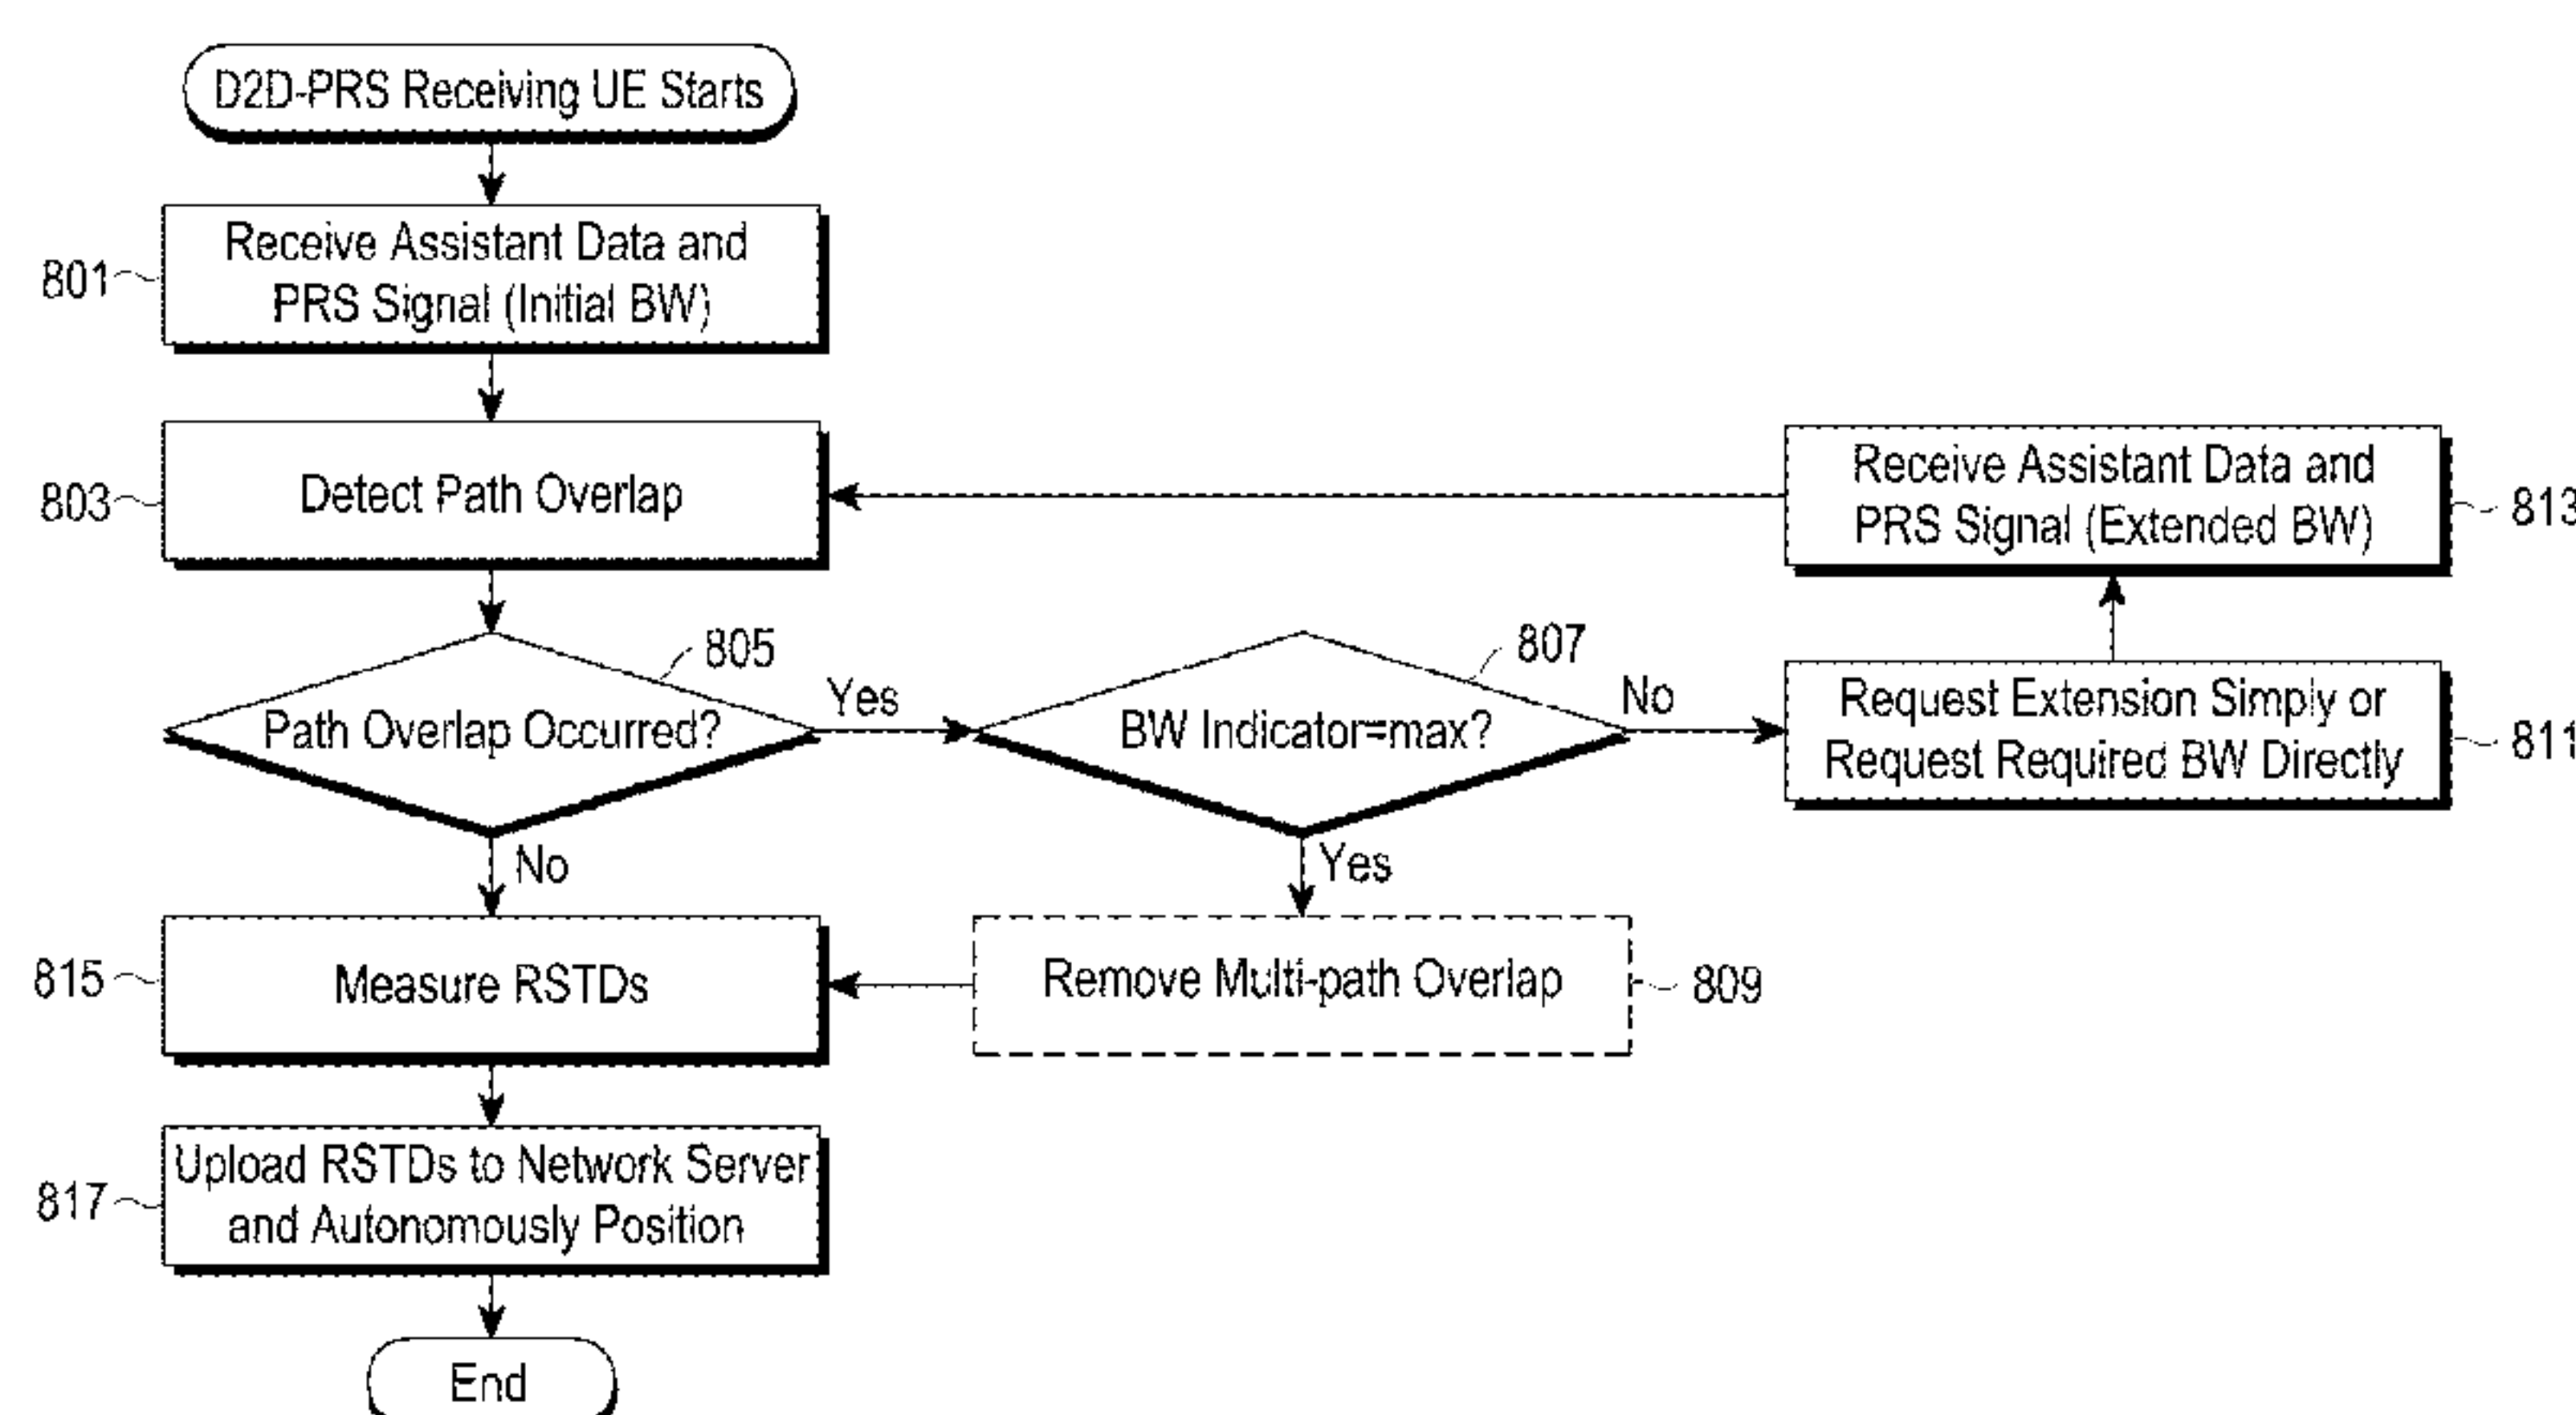 D2D-PRS Receiving UE Starts
801
Receive Assistant Data and
PRS Signal (Initial BW)
803
Detect Path Overlap
Receive Assistant Data and
PRS Signal (Extended BW)
813
805
Path Overlap Occurred?
Yes
807
BW Indicator=max?
No
Request Extension Simply or
Request Required BW Directly
811
No
Yes
815
Measure RSTDs
Remove Multi-path Overlap
809
817
Upload RSTDs to Network Server
and Autonomously Position
End